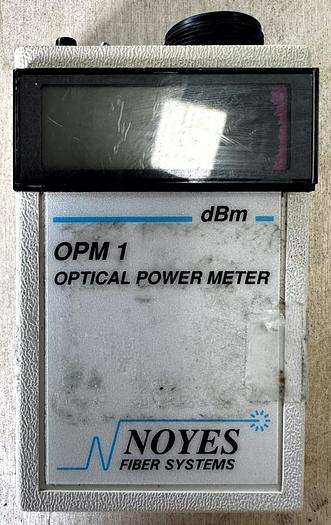 dBm
OPM 1
OPTICAL POWER METER
NOYES
FIBER SYSTEMS